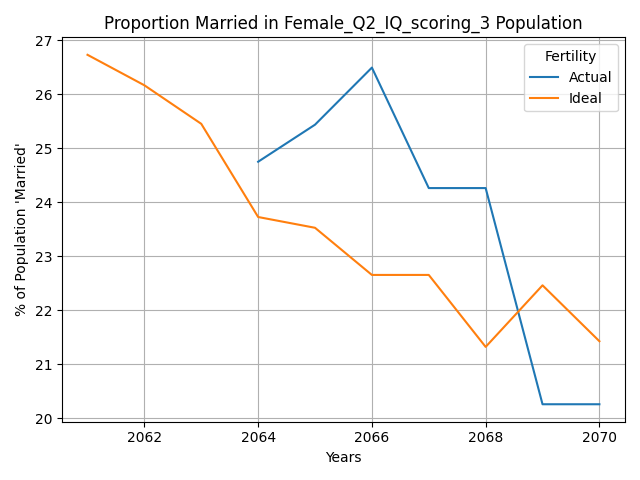 Proportion Married in Female_Q2_IQ_scoring_3 Population
27
26
25
24
23
22
21
20
% of Population 'Married'
Fertility
Actual
Ideal
2062 2064 2066 2068 2070
Years